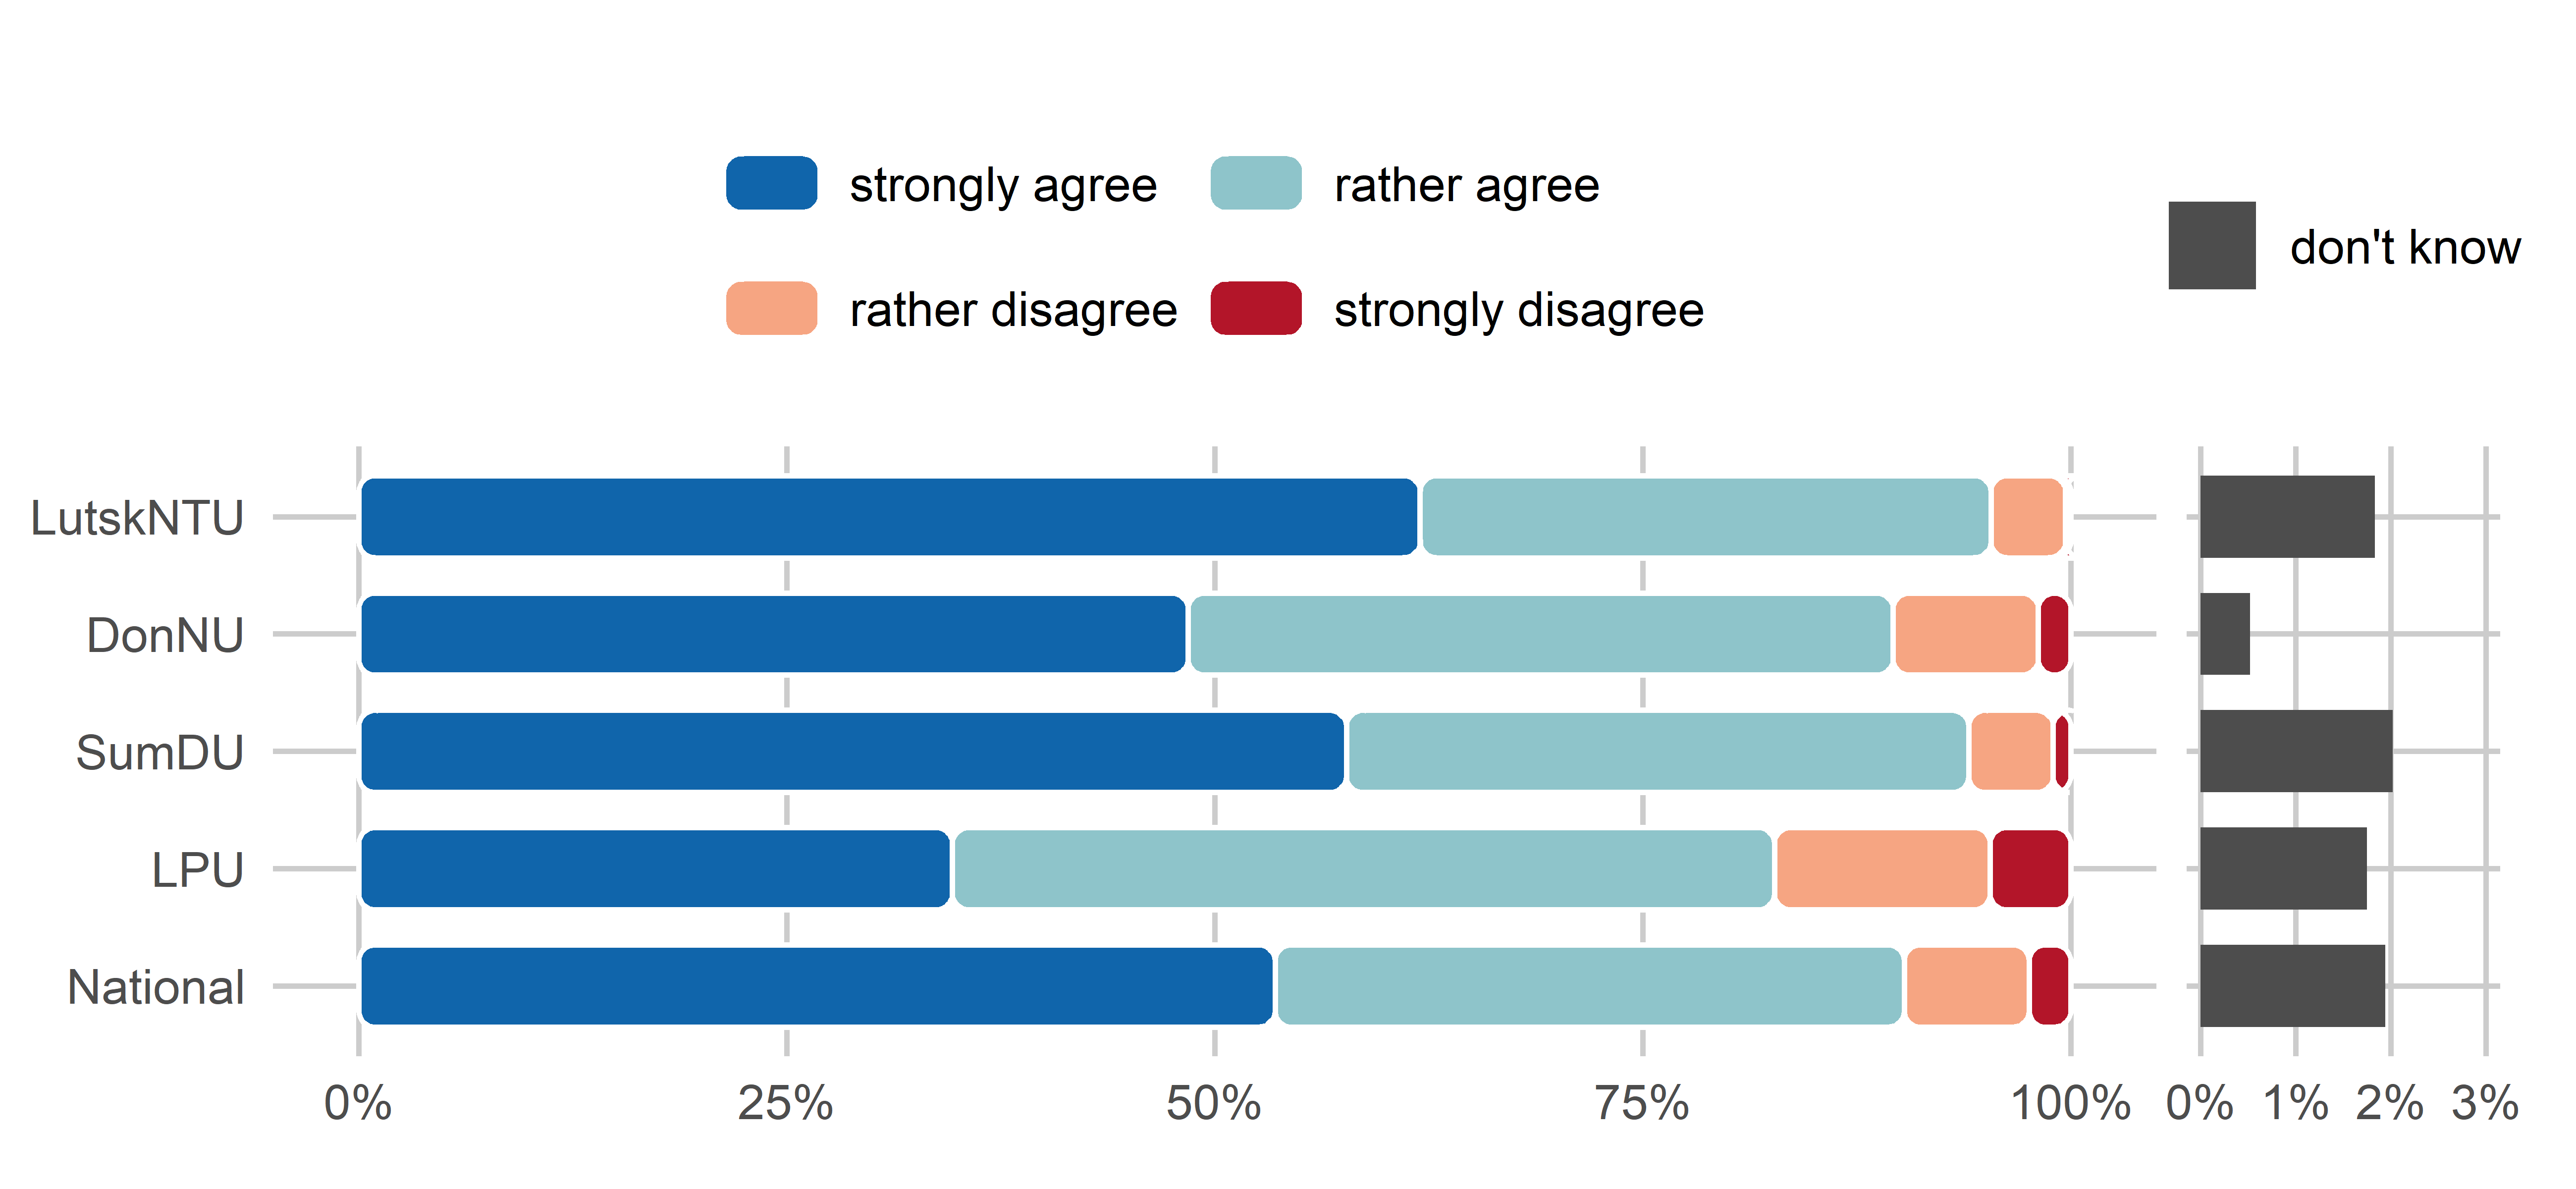 strongly agree
rather agree
rather disagree
strongly disagree
don't know
LutskNTU
DonNU
SumDU
LPU
National
0% 25% 50% 75% 100% 0% 1% 2% 3%